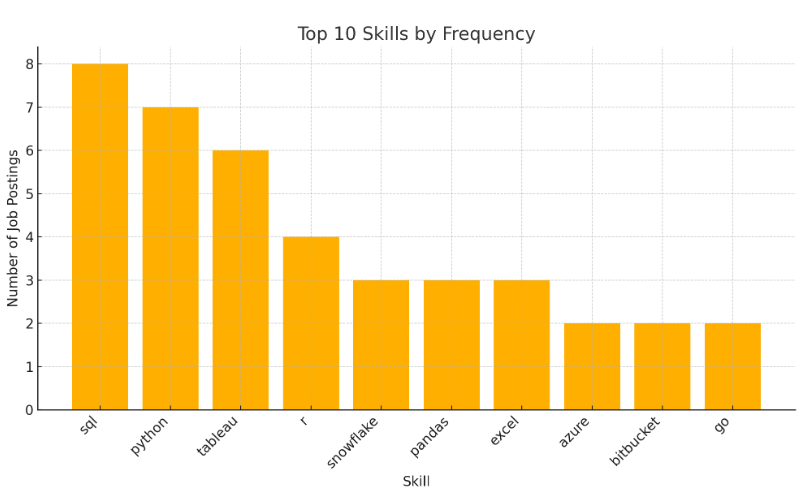 Top 10 Skills by Frequency
Number of Job Postings
8
7
6
5
4
3
2
1
0
sql
python
tableau
r
snowflake
pandas
excel
azure
bitbucket
go
Skill